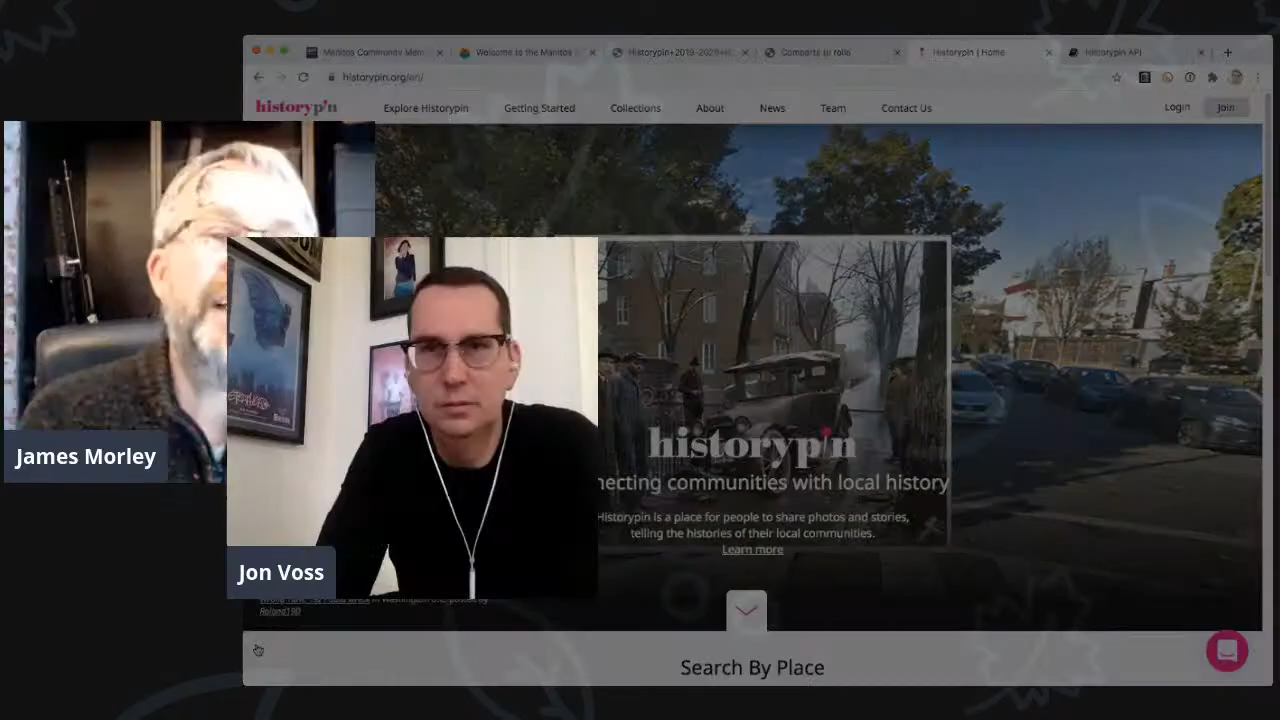 Manitos Community Mem
Welcome to the Manitos
Historypin+2019-2020+
Comparte tu rollo
Historypin | Home
Historypin API
historypin.org/en/
historypin
Explore Historypin
Getting Started
Collections
About
News
Team
Contact Us
Login
Join
James Morley
Jon Voss
historypin
necting communities with local history
Historypin is a place for people to share photos and stories,
telling the histories of their local communities.
Learn more
Roland190
Search By Place